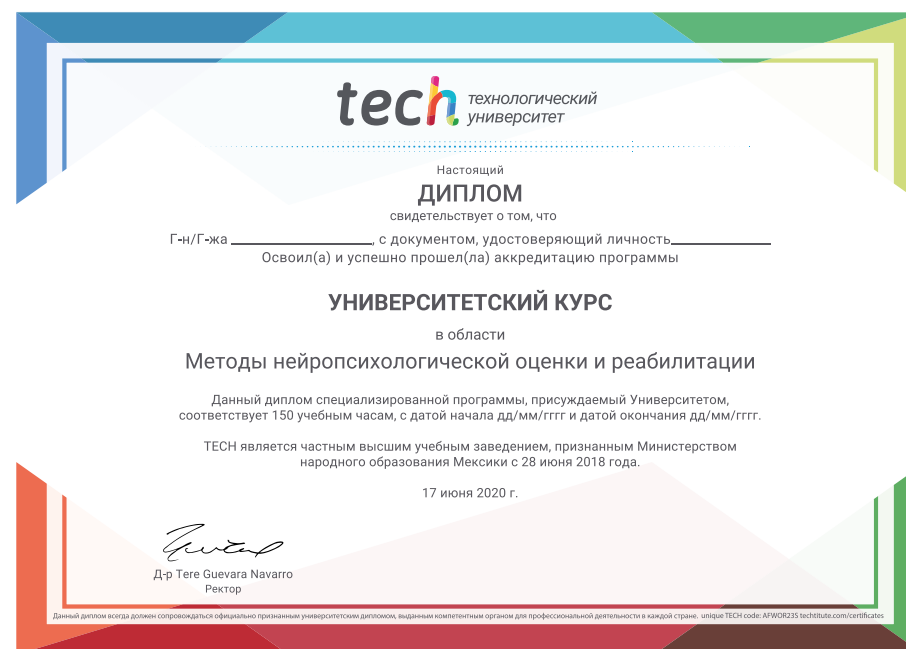 tech технологический
университет
Настоящий
ДИПЛОМ
свидетельствует о том, что
Г-н/Г-жа ____________________, с документом, удостоверяющий личность______________
Освоил(а) и успешно прошел(ла) аккредитацию программы
УНИВЕРСИТЕТСКИЙ КУРС
в области
Методы нейропсихологической оценки и реабилитации
Данный диплом специализированной программы, присуждаемый Университетом,
соответствует 150 учебным часам, с датой начала дд/мм/гггг и датой окончания дд/мм/гггг.
TECH является частным высшим учебным заведением, признанным Министерством
народного образования Мексики с 28 июня 2018 года.
17 июня 2020 г.
Д-р Tere Guevara Navarro
Ректор
Данный диплом всегда должен сопровождаться официально признанным университетским дипломом, выданным компетентным органом для профессиональной деятельности в каждой стране. unique TECH code: AFWOR23S techtitute.com/certificates